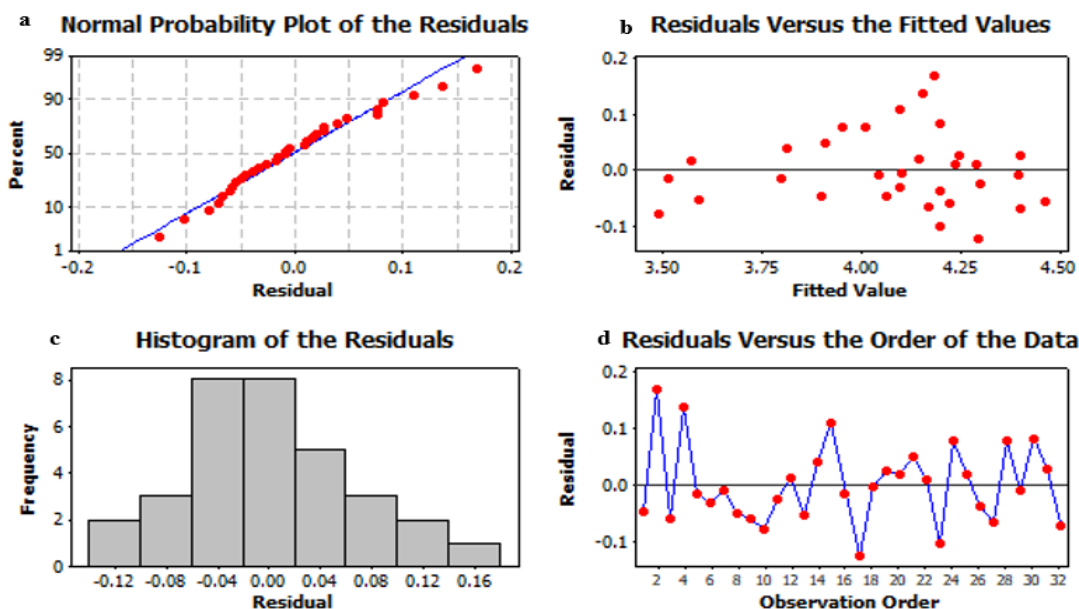 a Normal Probability Plot of the Residuals
99
90
50
10
1
Percent
-0.2 -0.1 0.0 0.1 0.2
Residual
b Residuals Versus the Fitted Values
0.2
0.1
0.0
-0.1
Residual
3.50 3.75 4.00 4.25 4.50
Fitted Value
c Histogram of the Residuals
8
6
4
2
0
Frequency
-0.12 -0.08 -0.04 0.00 0.04 0.08 0.12 0.16
Residual
d Residuals Versus the Order of the Data
0.2
0.1
0.0
-0.1
Residual
2 4 6 8 10 12 14 16 18 20 22 24 26 28 30 32
Observation Order